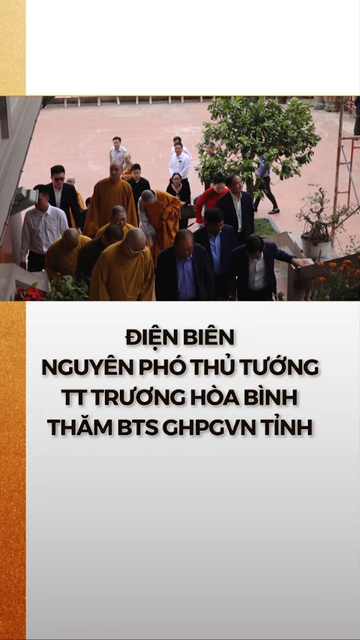 ĐIỆN BIÊN
NGUYÊN PHÓ THỦ TƯỚNG
TT TRƯƠNG HÒA BÌNH
THĂM BTS GHPGVN TỈNH